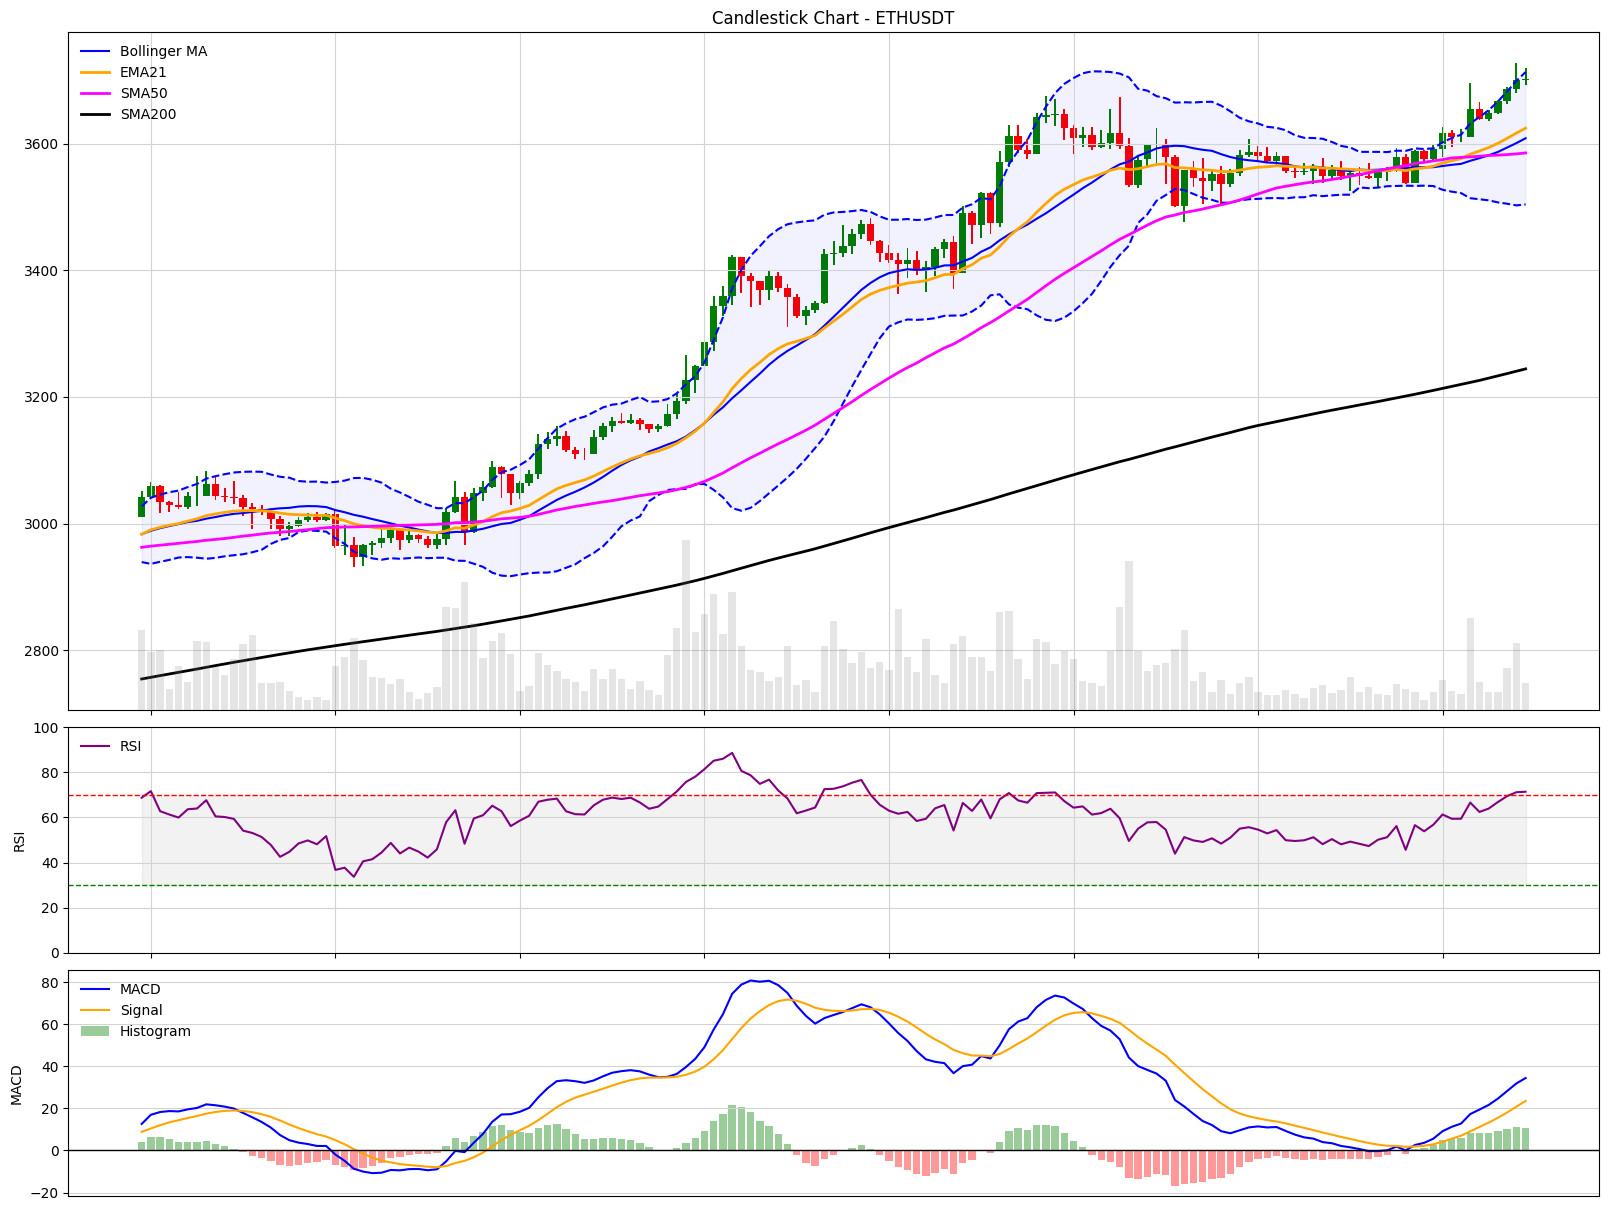 Candlestick Chart - ETHUSDT
Bollinger MA
EMA21
SMA50
SMA200
3600
3400
3200
3000
2800
RSI
100
80
60
40
20
0
RSI
MACD
Signal
Histogram
80
60
40
20
0
−20
MACD